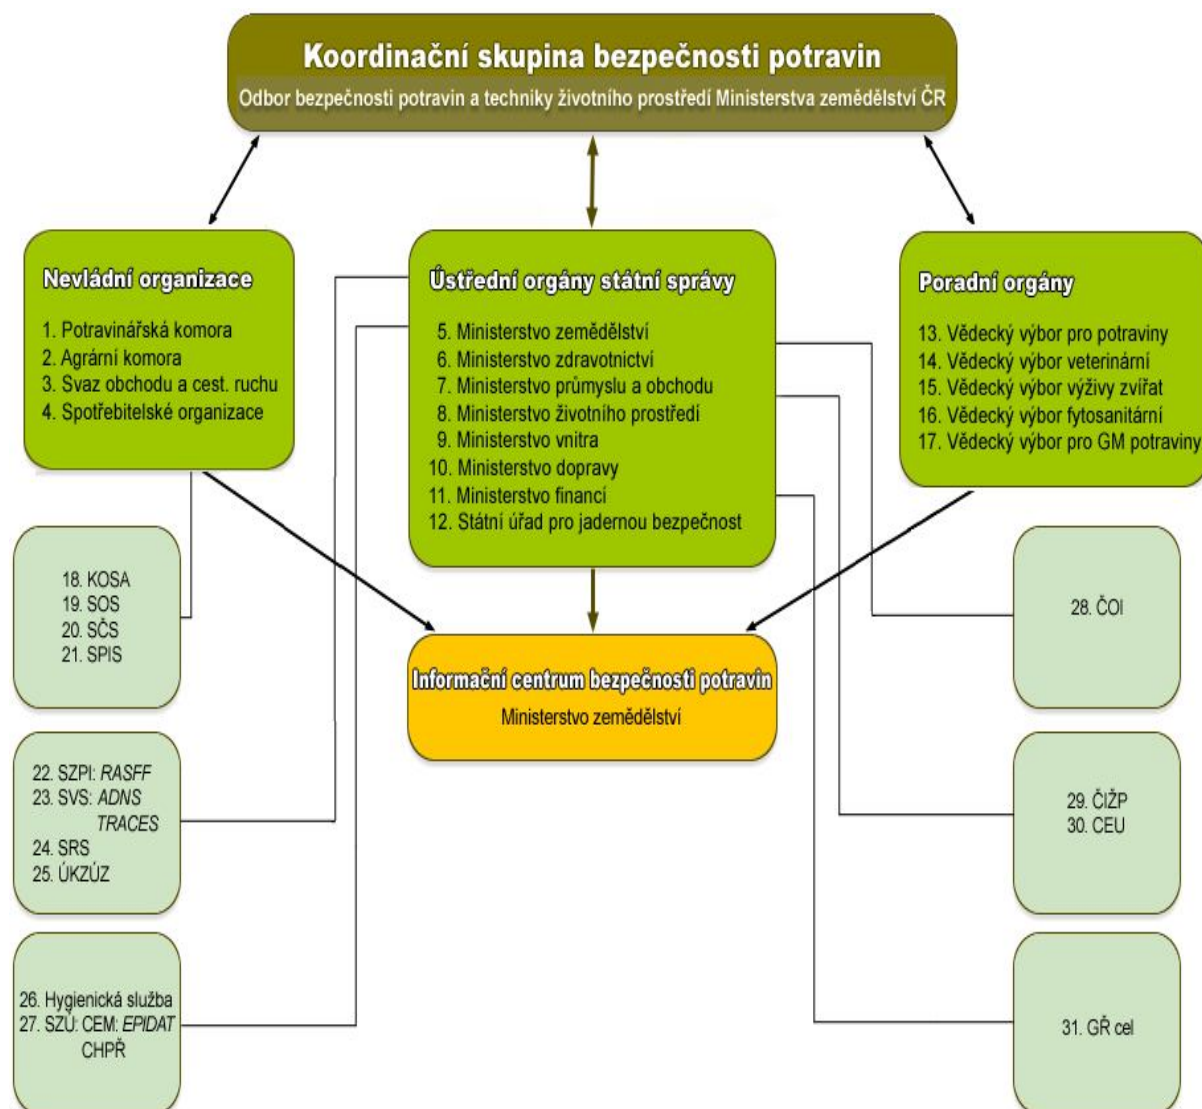 Koordinační skupina bezpečnosti potravin
Odbor bezpečnosti potravin a techniky životního prostředí Ministerstva zemědělství ČR
Nevládní organizace
1. Potravinářská komora
2. Agrární komora
3. Svaz obchodu a cest. ruchu
4. Spotřebitelské organizace
Ústřední orgány státní správy
5. Ministerstvo zemědělství
6. Ministerstvo zdravotnictví
7. Ministerstvo průmyslu a obchodu
8. Ministerstvo životního prostředí
9. Ministerstvo vnitra
10. Ministerstvo dopravy
11. Ministerstvo financí
12. Státní úřad pro jadernou bezpečnost
Poradní orgány
13. Vědecký výbor pro potraviny
14. Vědecký výbor veterinární
15. Vědecký výbor výživy zvířat
16. Vědecký výbor fytosanitární
17. Vědecký výbor pro GM potraviny
18. KOSA
19. SOS
20. SČS
21. SPIS
Informační centrum bezpečnosti potravin
Ministerstvo zemědělství
28. ČOI
22. SZPI: RASFF
23. SVS: ADNS
TRACES
24. SRS
25. ÚKZÚZ
29. ČIŽP
30. CEU
26. Hygienická služba
27. SZÚ: CEM: EPIDAT
CHPŘ
31. GŘ cel